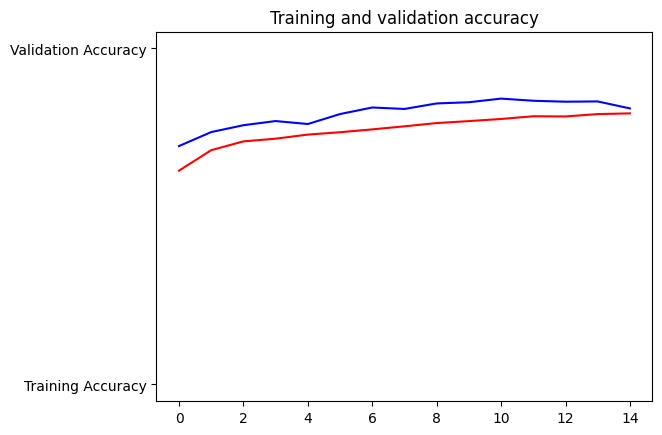 Training and validation accuracy
Validation Accuracy
Training Accuracy
0 2 4 6 8 10 12 14